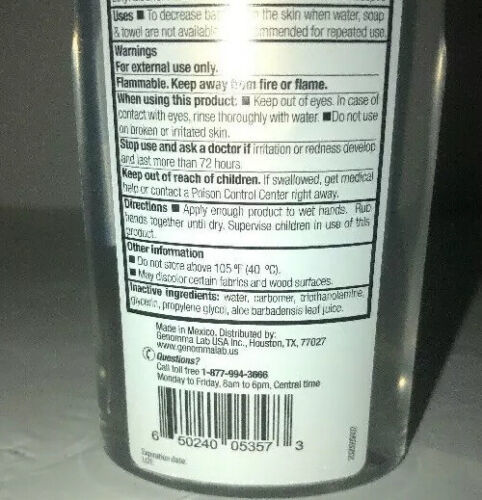 Uses ■ To decrease ba the skin when water, soap
& towel are not available mmended for repeated use.
Warnings
For external use only.
Flammable. Keep away from fire or flame.
When using this product: ■ Keep out of eyes. In case of
contact with eyes, rinse thoroughly with water. ■ Do not use
on broken or irritated skin.
Stop use and ask a doctor if irritation or redness develop
and last more than 72 hours.
Keep out of reach of children. If swallowed, get medical
help or contact a Poison Control Center right away.
Directions ■ Apply enough product to wet hands. Rub
hands together until dry. Supervise children in use of this
product.
Other information
■ Do not store above 105 °F (40 °C).
■ May discolor certain fabrics and wood surfaces.
Inactive ingredients: water, carbomer, triethanolamine,
glycerin, propylene glycol, aloe barbadensis leaf juice.
Made in Mexico. Distributed by:
Genomma Lab USA Inc., Houston, TX, 77027
www.genommalab.us
Questions?
Call toll free 1-877-994-3666
Monday to Friday, 8am to 6pm, Central time
6 50240 05357 3
Expiration date: